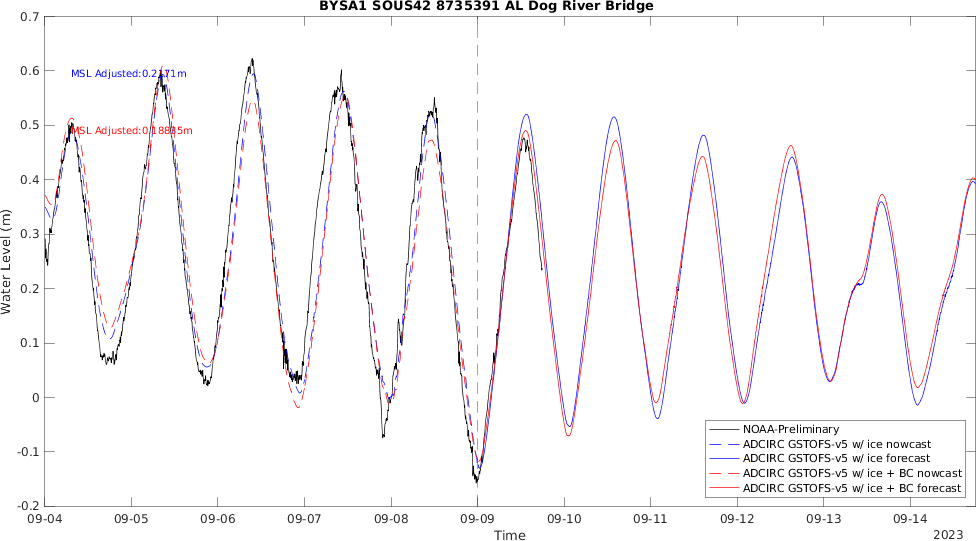 BYSA1 SOUS42 8735391 AL Dog River Bridge
0.7
0.6
0.5
0.4
0.3
0.2
0.1
0
-0.1
-0.2
Water Level (m)
MSL Adjusted:0.2171m
MSL Adjusted:0.18815m
NOAA-Preliminary
ADCIRC GSTOFS-v5 w/ ice nowcast
ADCIRC GSTOFS-v5 w/ ice forecast
ADCIRC GSTOFS-v5 w/ ice + BC nowcast
ADCIRC GSTOFS-v5 w/ ice + BC forecast
09-04 09-05 09-06 09-07 09-08 09-09 09-10 09-11 09-12 09-13 09-14
Time
2023